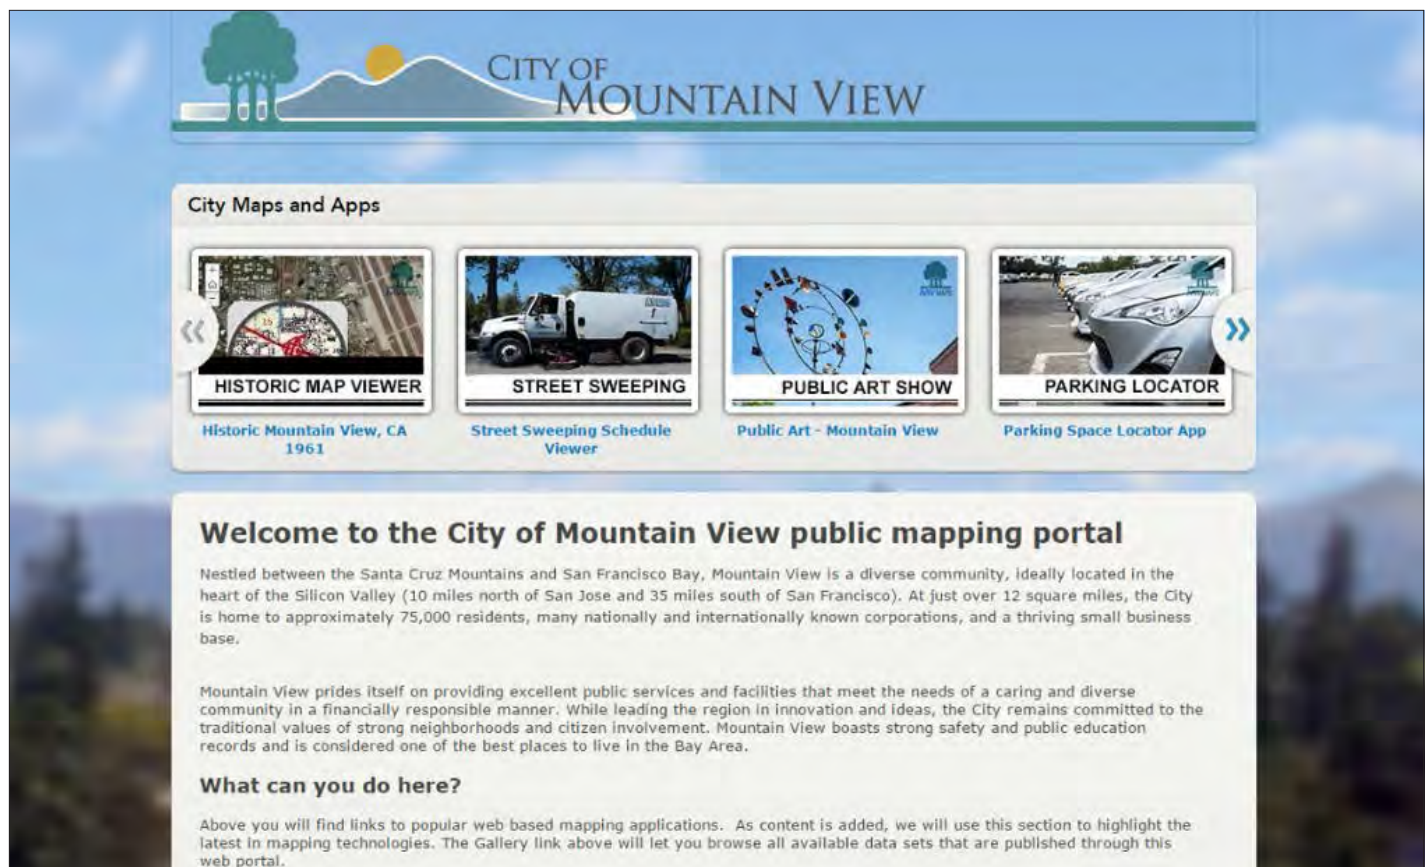 CITY OF
MOUNTAIN VIEW
City Maps and Apps
HISTORIC MAP VIEWER
STREET SWEEPING
PUBLIC ART SHOW
PARKING LOCATOR
Historic Mountain View, CA
1961
Street Sweeping Schedule
Viewer
Public Art - Mountain View
Parking Space Locator App
Welcome to the City of Mountain View public mapping portal
Nestled between the Santa Cruz Mountains and San Francisco Bay, Mountain View is a diverse community, ideally located in the
heart of the Silicon Valley (10 miles north of San Jose and 35 miles south of San Francisco). At just over 12 square miles, the City
is home to approximately 75,000 residents, many nationally and internationally known corporations, and a thriving small business
base.
Mountain View prides itself on providing excellent public services and facilities that meet the needs of a caring and diverse
community in a financially responsible manner. While leading the region in innovation and ideas, the City remains committed to the
traditional values of strong neighborhoods and citizen involvement. Mountain View boasts strong safety and public education
records and is considered one of the best places to live in the Bay Area.
What can you do here?
Above you will find links to popular web based mapping applications. As content is added, we will use this section to highlight the
latest in mapping technologies. The Gallery link above will let you browse all available data sets that are published through this
web portal.